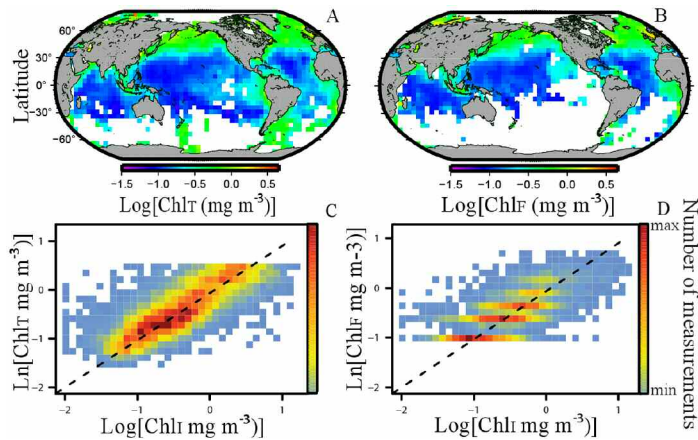 A
B
60°
30°
0°
−30°
−60°
Latitude
60°
30°
0°
−30°
−60°
−1.5 −1.0 −0.5 0.0 0.5
−1.5 −1.0 −0.5 0.0 0.5
Log[ChlT (mg m⁻³)]
Log[ChlF (mg m⁻³)]
C
D
Ln[ChlT mg m⁻³)]
1
0
−1
−2
Ln[ChlF mg m-3)]
1
0
−1
−2
max
min
Number of measurements
−2 −1 0 1
−2 −1 0 1
Log[ChlI mg m⁻³)]
Log[ChlI mg m⁻³)]